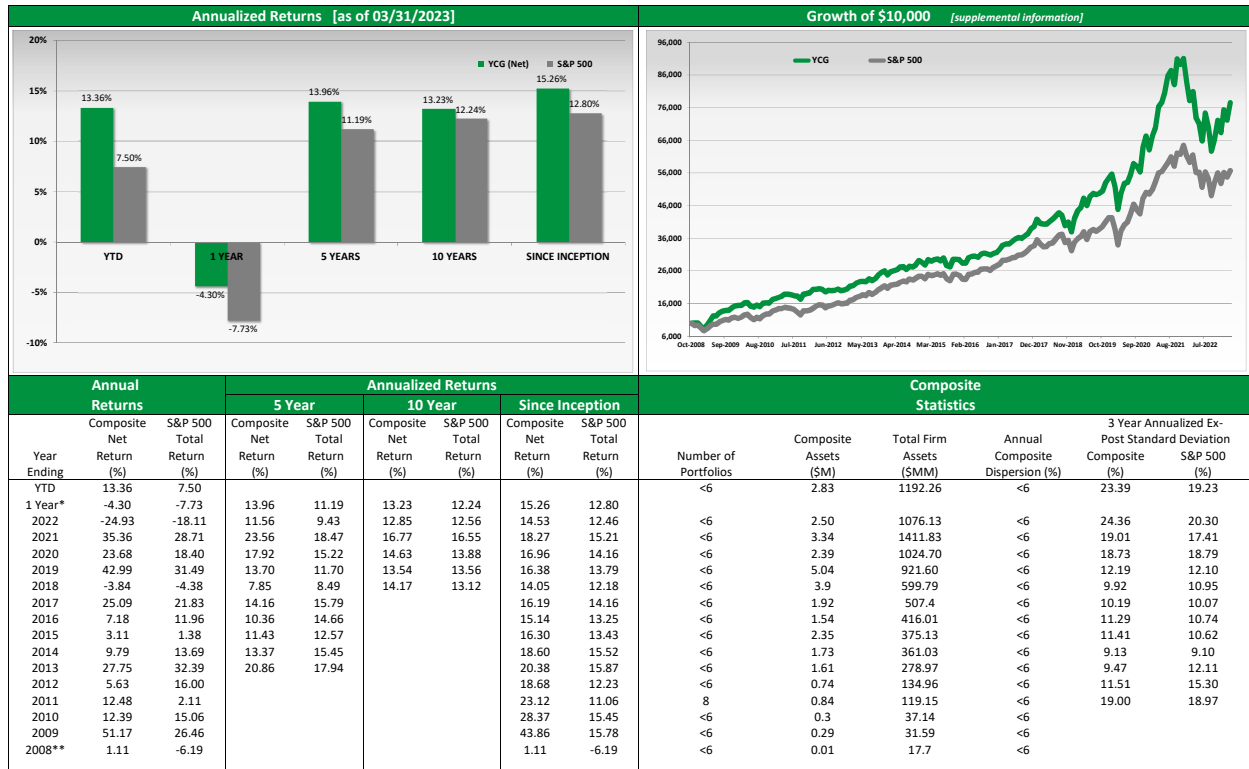 Annualized Returns [as of 03/31/2023]
20%
15%
10%
5%
0%
-5%
-10%
YCG (Net) S&P 500
13.36%
7.50%
-4.30%
-7.73%
13.96%
11.19%
13.23%
12.24%
15.26%
12.80%
YTD 1 YEAR 5 YEARS 10 YEARS SINCE INCEPTION
Growth of $10,000 [supplemental information]
96,000
86,000
76,000
66,000
56,000
46,000
36,000
26,000
16,000
6,000
YCG S&P 500
Oct-2008 Sep-2009 Aug-2010 Jul-2011 Jun-2012 May-2013 Apr-2014 Mar-2015 Feb-2016 Jan-2017 Dec-2017 Nov-2018 Oct-2019 Sep-2020 Aug-2021 Jul-2022
Annual Annualized Returns Composite
Returns 5 Year 10 Year Since Inception Statistics
Composite S&P 500 Composite S&P 500 Composite S&P 500 Composite S&P 500 3 Year Annualized Ex-
Net Total Net Total Net Total Net Total Composite Total Firm Annual Post Standard Deviation
Year Return Return Return Return Return Return Return Return Number of Assets Assets Composite Composite S&P 500
Ending (%) (%) (%) (%) (%) (%) (%) (%) Portfolios ($M) ($MM) Dispersion (%) (%) (%)
YTD 13.36 7.50 <6 2.83 1192.26 <6 23.39 19.23
1 Year* -4.30 -7.73 13.96 11.19 13.23 12.24 15.26 12.80
2022 -24.93 -18.11 11.56 9.43 12.85 12.56 14.53 12.46 <6 2.50 1076.13 <6 24.36 20.30
2021 35.36 28.71 23.56 18.47 16.77 16.55 18.27 15.21 <6 3.34 1411.83 <6 19.01 17.41
2020 23.68 18.40 17.92 15.22 14.63 13.88 16.96 14.16 <6 2.39 1024.70 <6 18.73 18.79
2019 42.99 31.49 13.70 11.70 13.54 13.56 16.38 13.79 <6 5.04 921.60 <6 12.19 12.10
2018 -3.84 -4.38 7.85 8.49 14.17 13.12 14.05 12.18 <6 3.9 599.79 <6 9.92 10.95
2017 25.09 21.83 14.16 15.79 16.19 14.16 <6 1.92 507.4 <6 10.19 10.07
2016 7.18 11.96 10.36 14.66 15.14 13.25 <6 1.54 416.01 <6 11.29 10.74
2015 3.11 1.38 11.43 12.57 16.30 13.43 <6 2.35 375.13 <6 11.41 10.62
2014 9.79 13.69 13.37 15.45 18.60 15.52 <6 1.73 361.03 <6 9.13 9.10
2013 27.75 32.39 20.86 17.94 20.38 15.87 <6 1.61 278.97 <6 9.47 12.11
2012 5.63 16.00 18.68 12.23 <6 0.74 134.96 <6 11.51 15.30
2011 12.48 2.11 23.12 11.06 8 0.84 119.15 <6 19.00 18.97
2010 12.39 15.06 28.37 15.45 <6 0.3 37.14 <6
2009 51.17 26.46 43.86 15.78 <6 0.29 31.59 <6
2008** 1.11 -6.19 1.11 -6.19 <6 0.01 17.7 <6